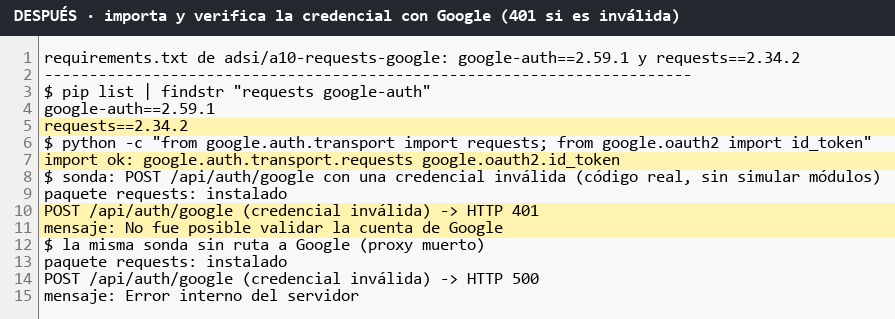 DESPUÉS · importa y verifica la credencial con Google (401 si es inválida)
1 requirements.txt de adsi/a10-requests-google: google-auth==2.59.1 y requests==2.34.2
2 ------------------------------------------------------------------------
3 $ pip list | findstr "requests google-auth"
4 google-auth==2.59.1
5 requests==2.34.2
6 $ python -c "from google.auth.transport import requests; from google.oauth2 import id_token"
7 import ok: google.auth.transport.requests google.oauth2.id_token
8 $ sonda: POST /api/auth/google con una credencial inválida (código real, sin simular módulos)
9 paquete requests: instalado
10 POST /api/auth/google (credencial inválida) -> HTTP 401
11 mensaje: No fue posible validar la cuenta de Google
12 $ la misma sonda sin ruta a Google (proxy muerto)
13 paquete requests: instalado
14 POST /api/auth/google (credencial inválida) -> HTTP 500
15 mensaje: Error interno del servidor